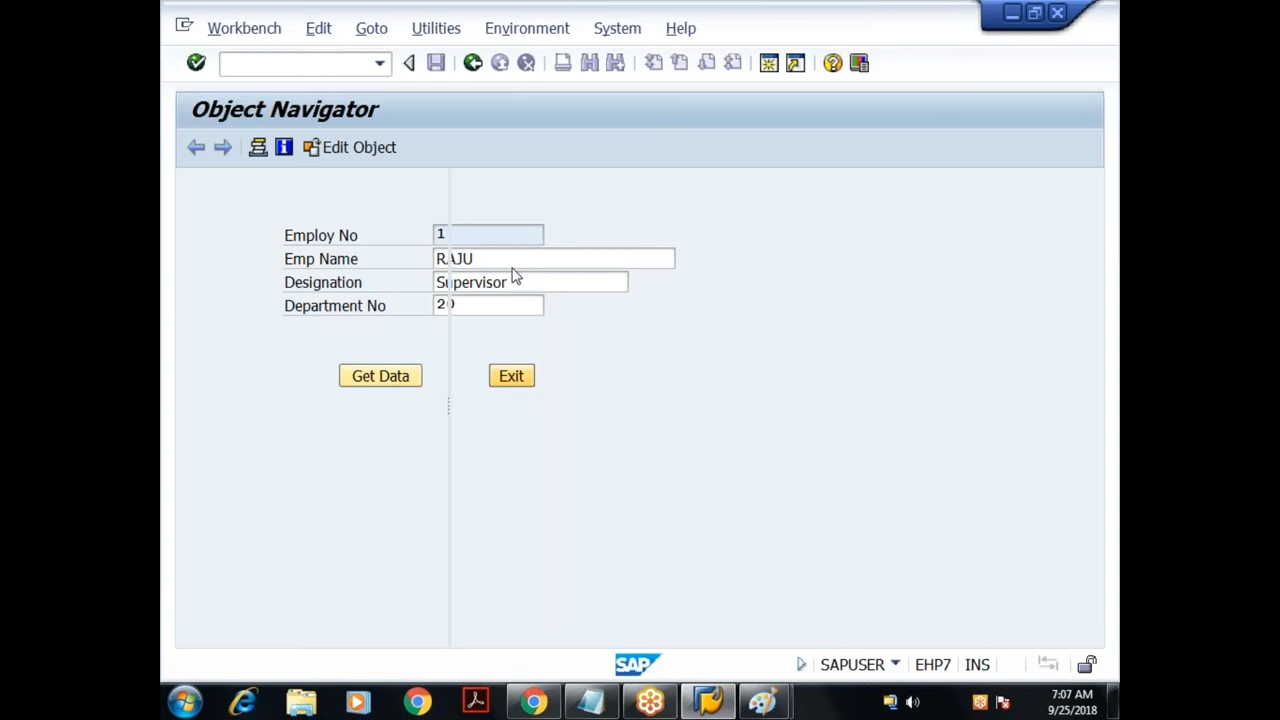 Workbench Edit Goto Utilities Environment System Help
Object Navigator
Edit Object
Employ No 1
Emp Name RAJU
Designation Supervisor
Department No 20
Get Data Exit
SAP SAPUSER EHP7 INS
7:07 AM
9/25/2018